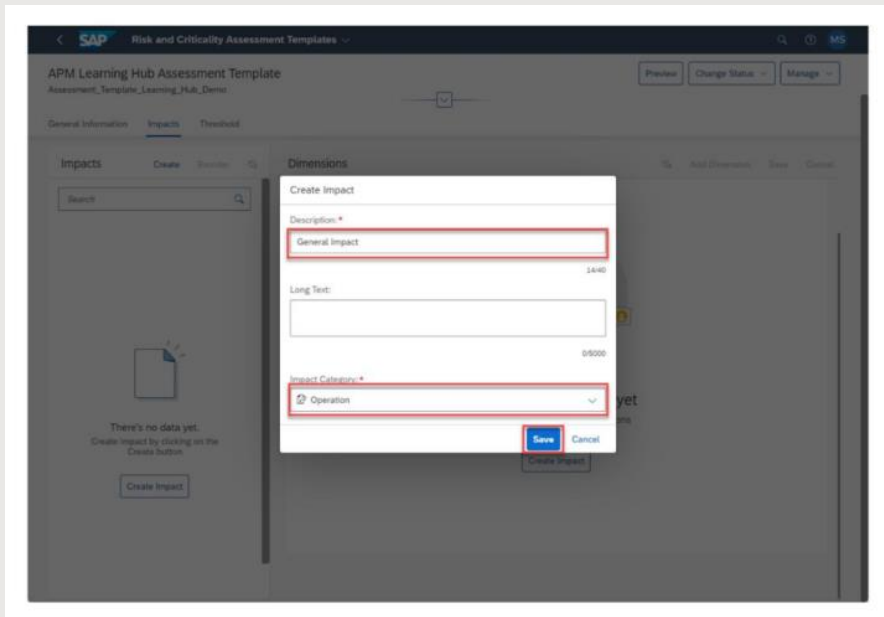 SAP Risk and Criticality Assessment Templates
MS
APM Learning Hub Assessment Template
Assessment_Template_Learning_Hub_Demo
Preview Change Status Manage
General Information Impacts Threshold
Impacts Create Reorder
Dimensions Add Dimension Save Cancel
Search
Create Impact
Description: *
General Impact
14/40
Long Text:
0/5000
Impact Category: *
Operation
Save Cancel
yet
There's no data yet.
Create Impact by clicking on the
Create button
Create Impact
Create Impact